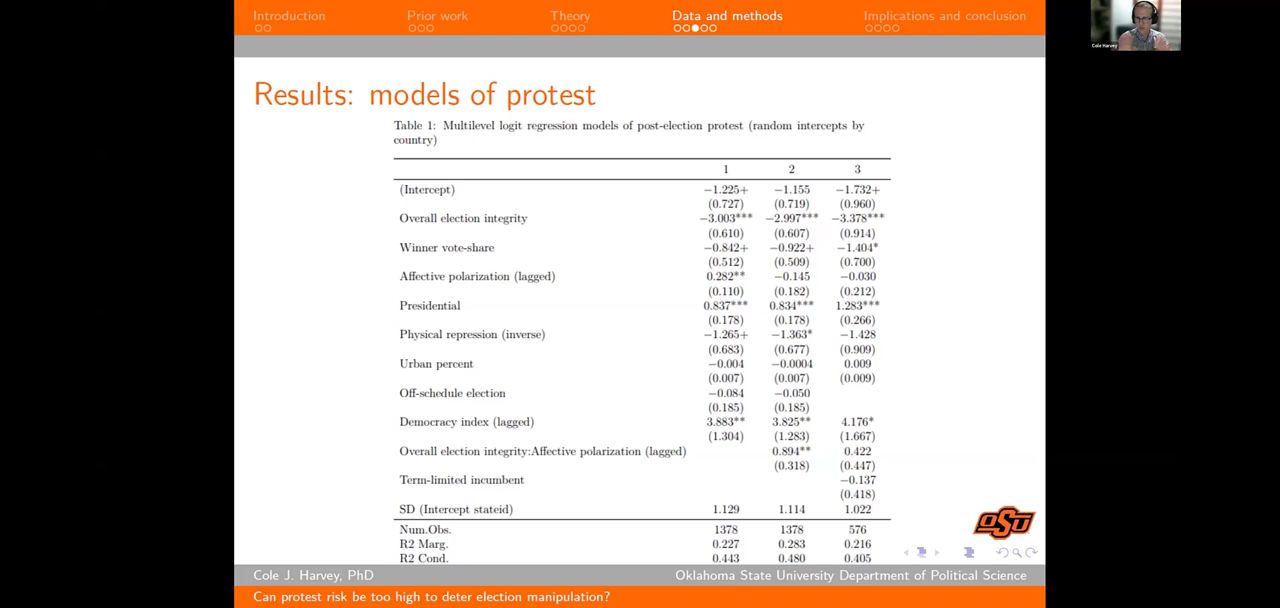 Introduction Prior work Theory Data and methods Implications and conclusion
Cole Harvey
Results: models of protest
Table 1: Multilevel logit regression models of post-election protest (random intercepts by
country)
1 2 3
(Intercept) −1.225+ −1.155 −1.732+
(0.727) (0.719) (0.960)
Overall election integrity −3.003*** −2.997*** −3.378***
(0.610) (0.607) (0.914)
Winner vote-share −0.842+ −0.922+ −1.404*
(0.512) (0.509) (0.700)
Affective polarization (lagged) 0.282** −0.145 −0.030
(0.110) (0.182) (0.212)
Presidential 0.837*** 0.834*** 1.283***
(0.178) (0.178) (0.266)
Physical repression (inverse) −1.265+ −1.363* −1.428
(0.683) (0.677) (0.909)
Urban percent −0.004 −0.0004 0.009
(0.007) (0.007) (0.009)
Off-schedule election −0.084 −0.050
(0.185) (0.185)
Democracy index (lagged) 3.883** 3.825** 4.176*
(1.304) (1.283) (1.667)
Overall election integrity:Affective polarization (lagged) 0.894** 0.422
(0.318) (0.447)
Term-limited incumbent −0.137
(0.418)
SD (Intercept stateid) 1.129 1.114 1.022
Num.Obs. 1378 1378 576
R2 Marg. 0.227 0.283 0.216
R2 Cond. 0.443 0.480 0.405
OSU
Cole J. Harvey, PhD Oklahoma State University Department of Political Science
Can protest risk be too high to deter election manipulation?